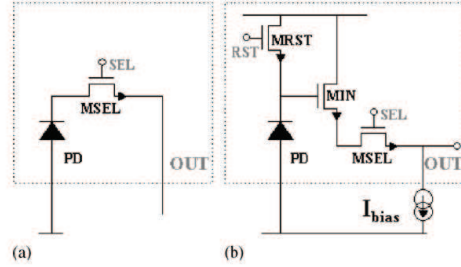 SEL
MSEL
PD
OUT
(a)
RST
MRST
MIN
SEL
MSEL
PD
OUT
Ibias
(b)